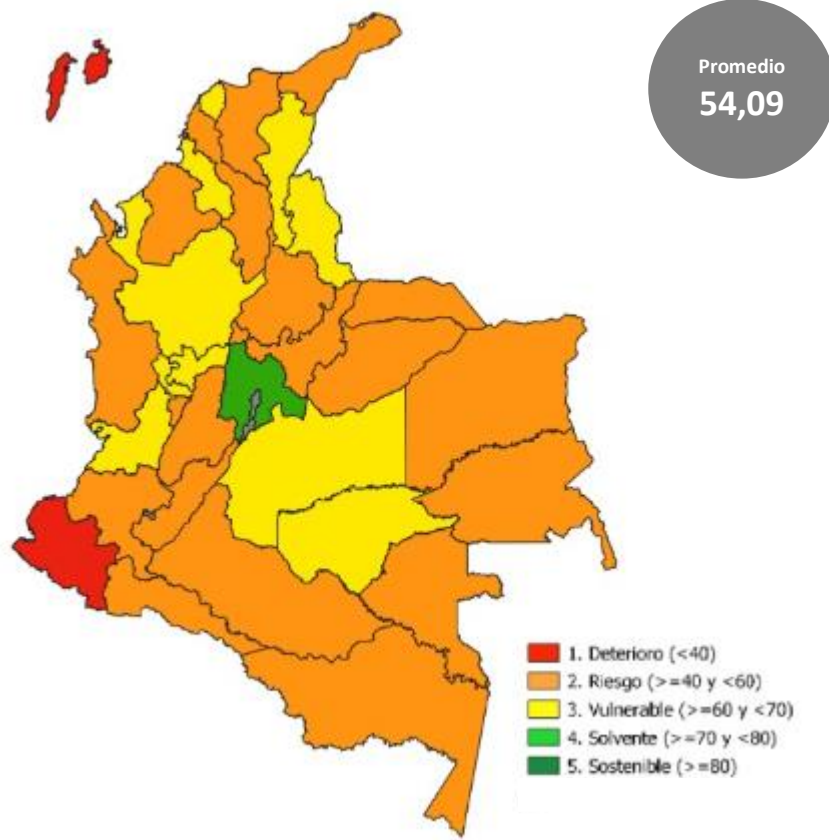 Promedio
54,09
1. Deterioro (<40)
2. Riesgo (>=40 y <60)
3. Vulnerable (>=60 y <70)
4. Solvente (>=70 y <80)
5. Sostenible (>=80)